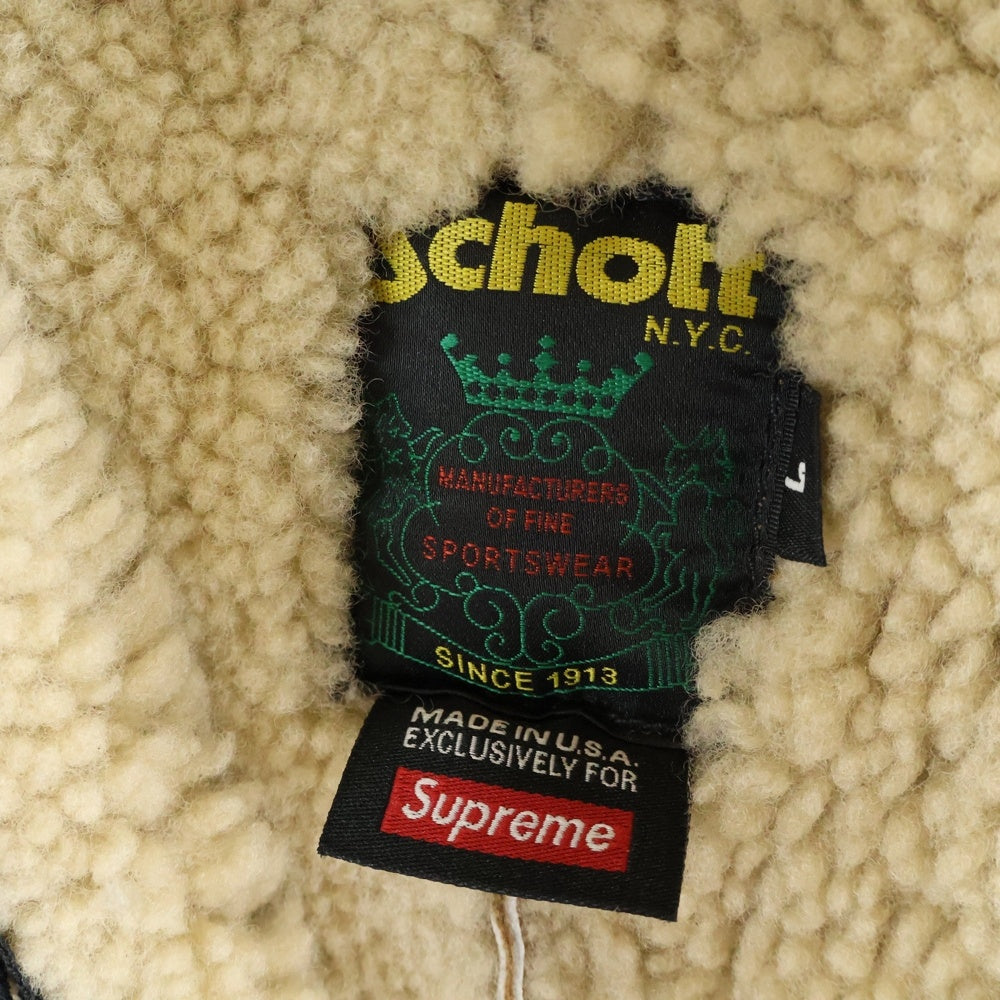 Schott
N.Y.C.
L
MANUFACTURERS
OF FINE
SPORTSWEAR
SINCE 1913
MADE IN U.S.A.
EXCLUSIVELY FOR
Supreme